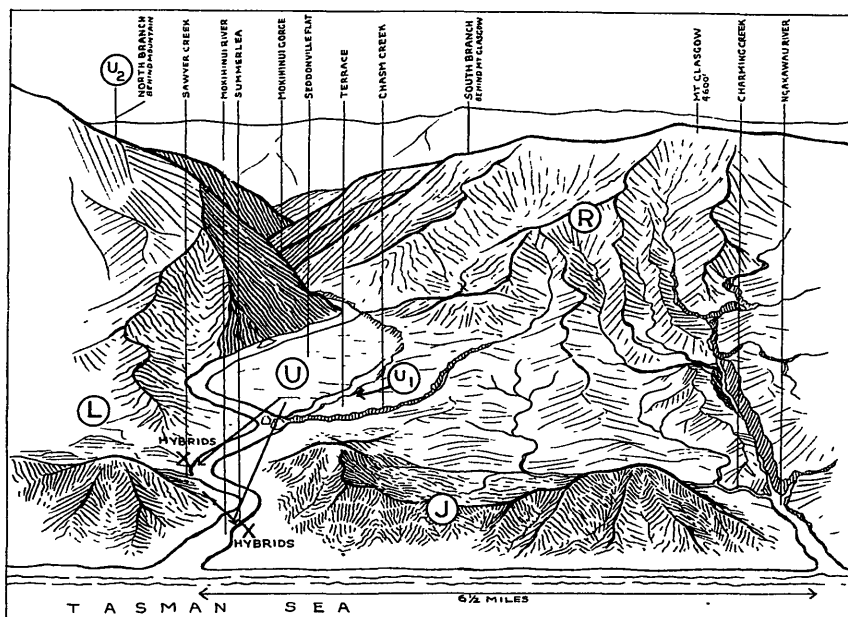 U₂
NORTH BRANCH
BEHIND MOUNTAIN
SAWYER CREEK
MOKIHINUI RIVER
SUMMERLEA
MOKIHINUI GORGE
SEDDONVILLE FLAT
TERRACE
CHASM CREEK
SOUTH BRANCH
BEHIND MT GLASGOW
MT GLASGOW
4600'
CHARMING CREEK
NGAKAWAU RIVER
R
U
U₁
L
HYBRIDS
J
HYBRIDS
6½ MILES
TASMAN SEA